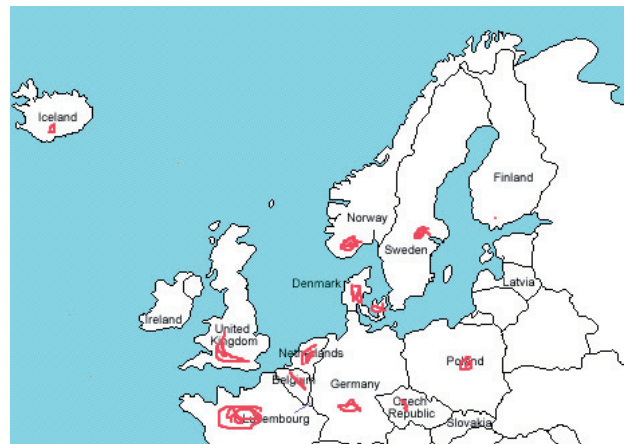 Iceland
Finland
Norway
Sweden
Denmark
Latvia
Ireland
United
Kingdom
Netherlands
Poland
Belgium
Germany
Czech
Republic
Luxembourg
Slovakia